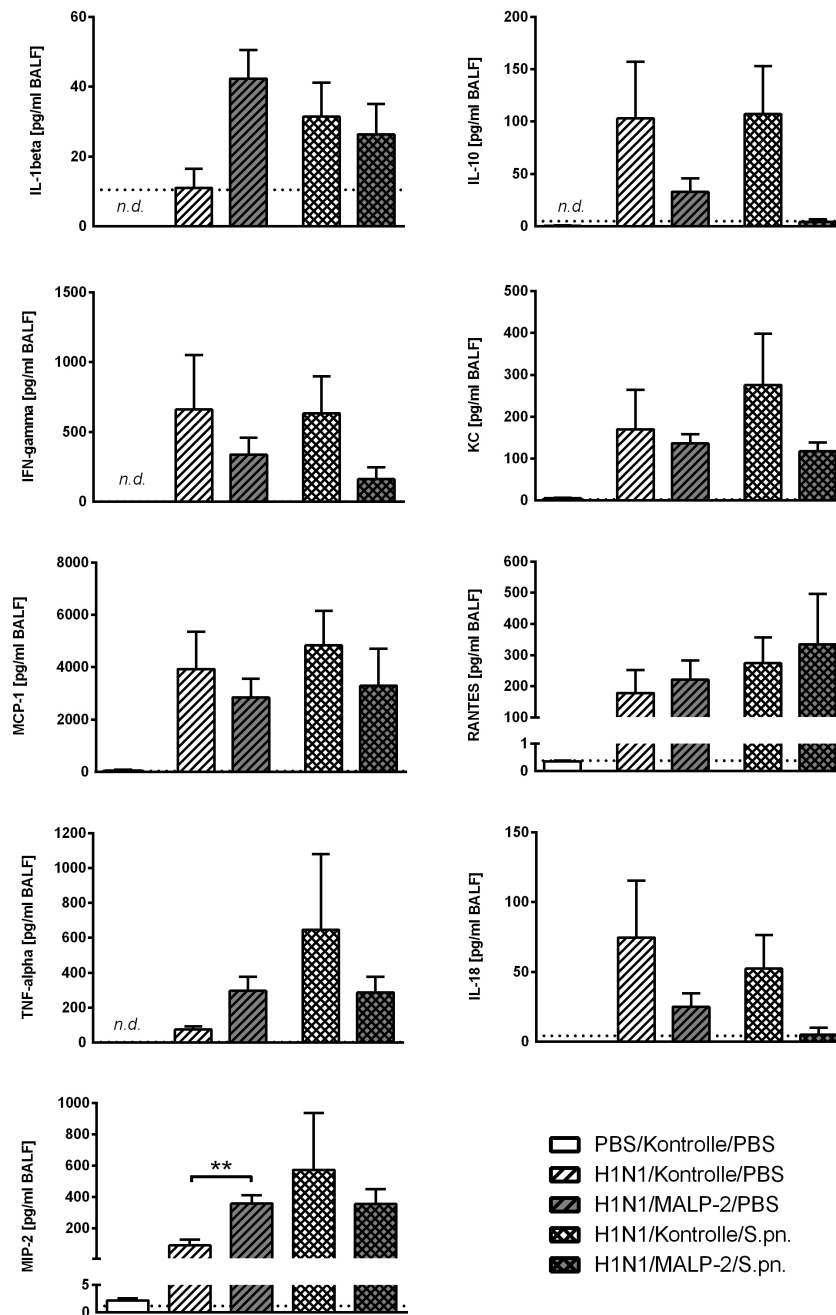 IL-1beta [pg/ml BALF]
60
40
20
0
n.d.
IL-10 [pg/ml BALF]
200
150
100
50
0
n.d.
IFN-gamma [pg/ml BALF]
1500
1000
500
0
n.d.
KC [pg/ml BALF]
500
400
300
200
100
0
MCP-1 [pg/ml BALF]
8000
6000
4000
2000
0
RANTES [pg/ml BALF]
600
500
400
300
200
100
1
0
TNF-alpha [pg/ml BALF]
1200
1000
800
600
400
200
0
n.d.
IL-18 [pg/ml BALF]
150
100
50
0
MIP-2 [pg/ml BALF]
1000
800
600
400
200
5
0
**
PBS/Kontrolle/PBS
H1N1/Kontrolle/PBS
H1N1/MALP-2/PBS
H1N1/Kontrolle/S.pn.
H1N1/MALP-2/S.pn.